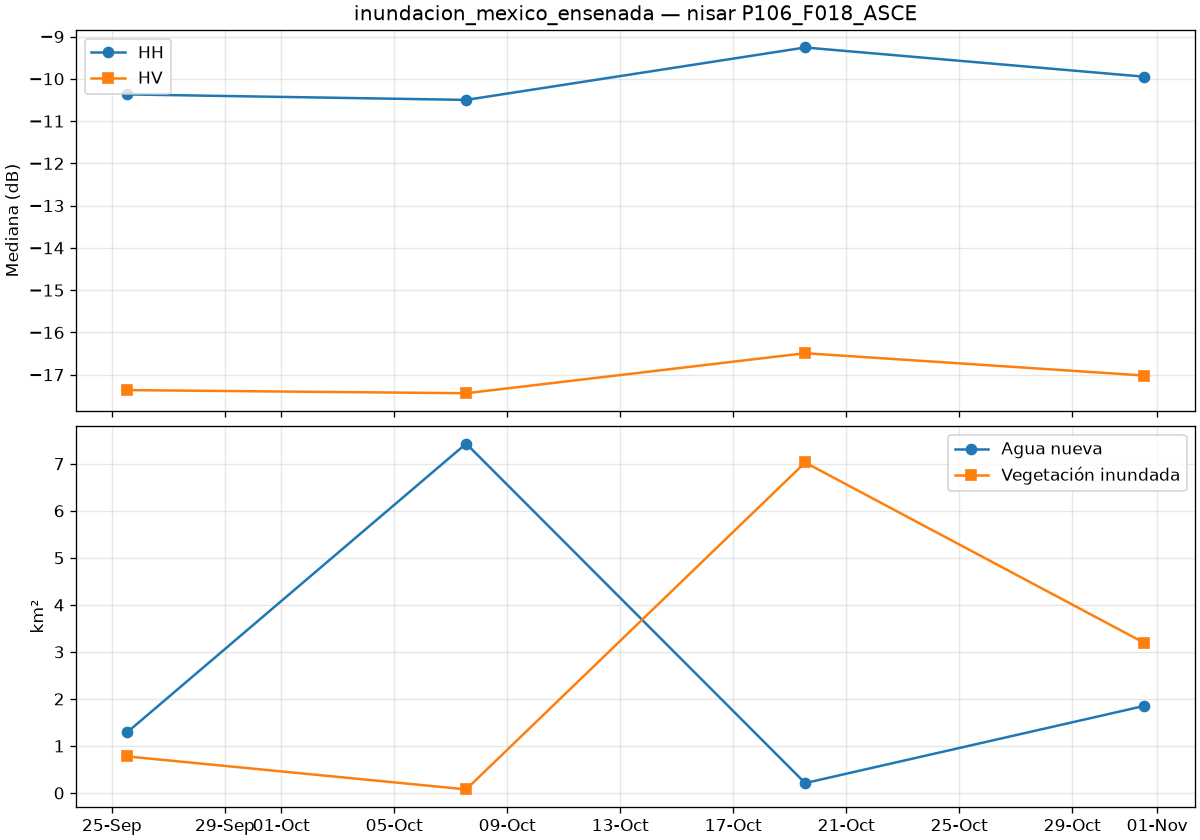 inundacion_mexico_ensenada — nisar P106_F018_ASCE
HH
HV
−9
−10
−11
−12
−13
−14
−15
−16
−17
Mediana (dB)
Agua nueva
Vegetación inundada
7
6
5
4
3
2
1
0
km²
25-Sep 29-Sep 01-Oct 05-Oct 09-Oct 13-Oct 17-Oct 21-Oct 25-Oct 29-Oct 01-Nov